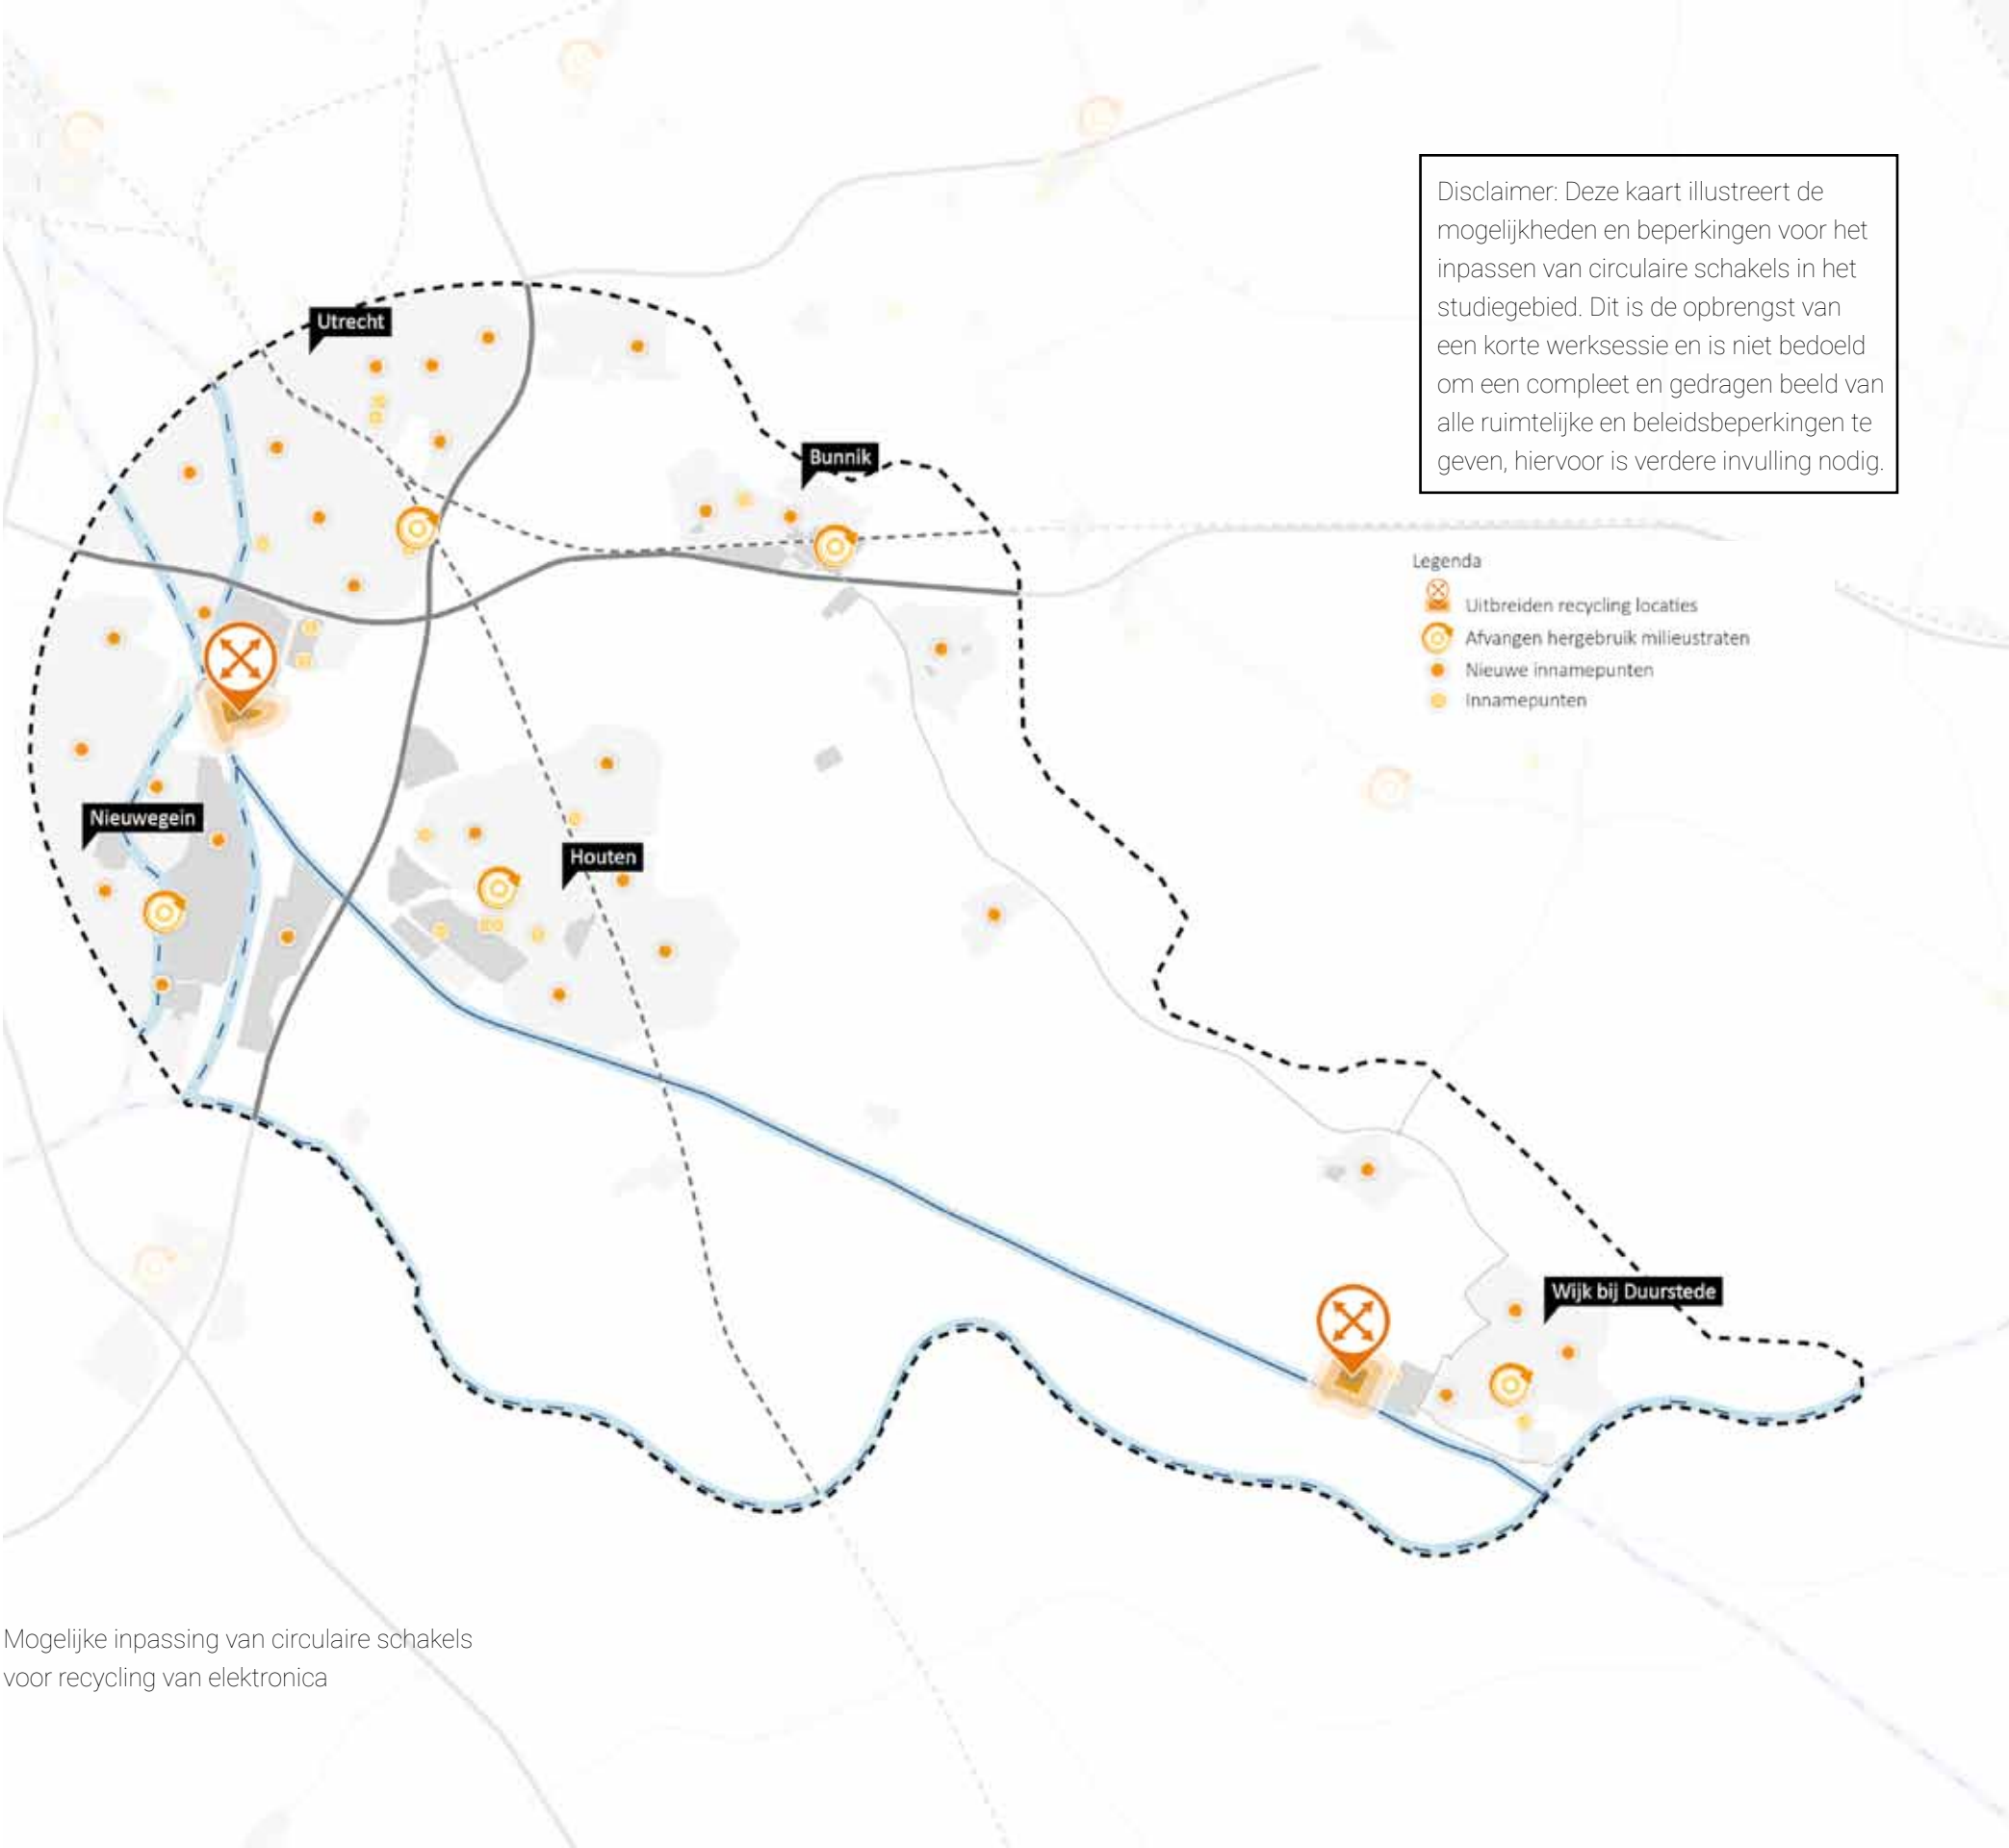 Disclaimer: Deze kaart illustreert de
mogelijkheden en beperkingen voor het
inpassen van circulaire schakels in het
studiegebied. Dit is de opbrengst van
een korte werksessie en is niet bedoeld
om een compleet en gedragen beeld van
alle ruimtelijke en beleidsbeperkingen te
geven, hiervoor is verdere invulling nodig.
Utrecht
Bunnik
Legenda
Uitbreiden recycling locaties
Afvangen hergebruik milieustraten
Nieuwe innamepunten
Innamepunten
Nieuwegein
Houten
Wijk bij Duurstede
Mogelijke inpassing van circulaire schakels
voor recycling van elektronica